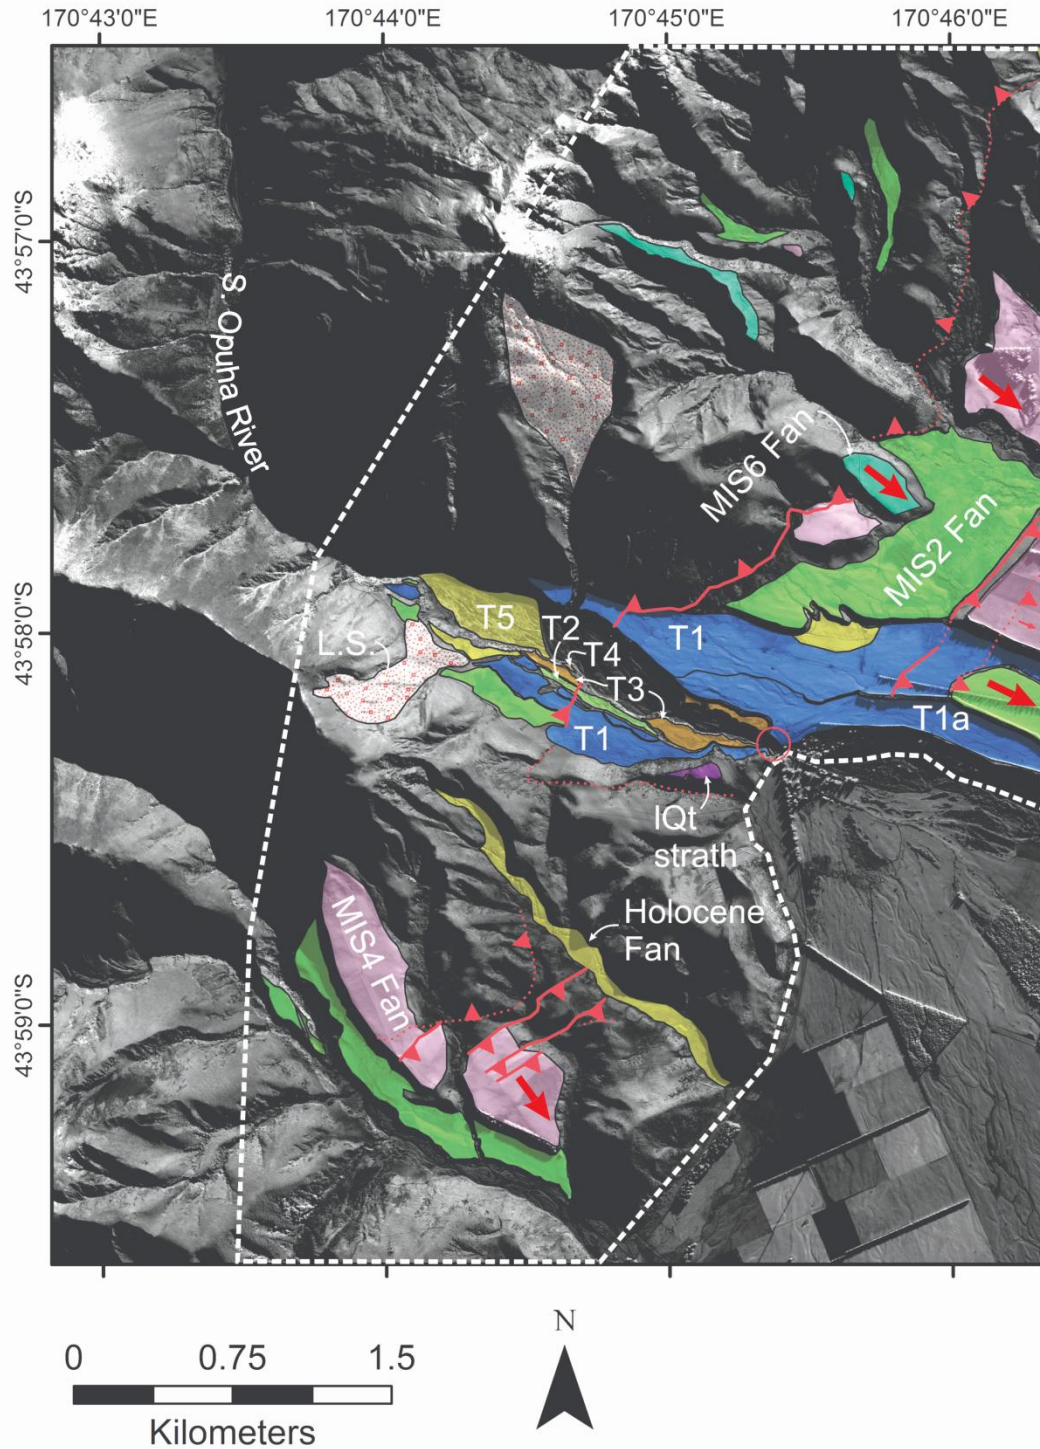 170°43'0"E
170°44'0"E
170°45'0"E
170°46'0"E
43°57'0"S
S. Opuha River
MIS6 Fan
MIS2 Fan
43°58'0"S
T5
T2
T1
L.S.
T4
T3
T1
T1a
lQt
strath
Holocene
Fan
MIS4 Fan
43°59'0"S
N
0
0.75
1.5
Kilometers